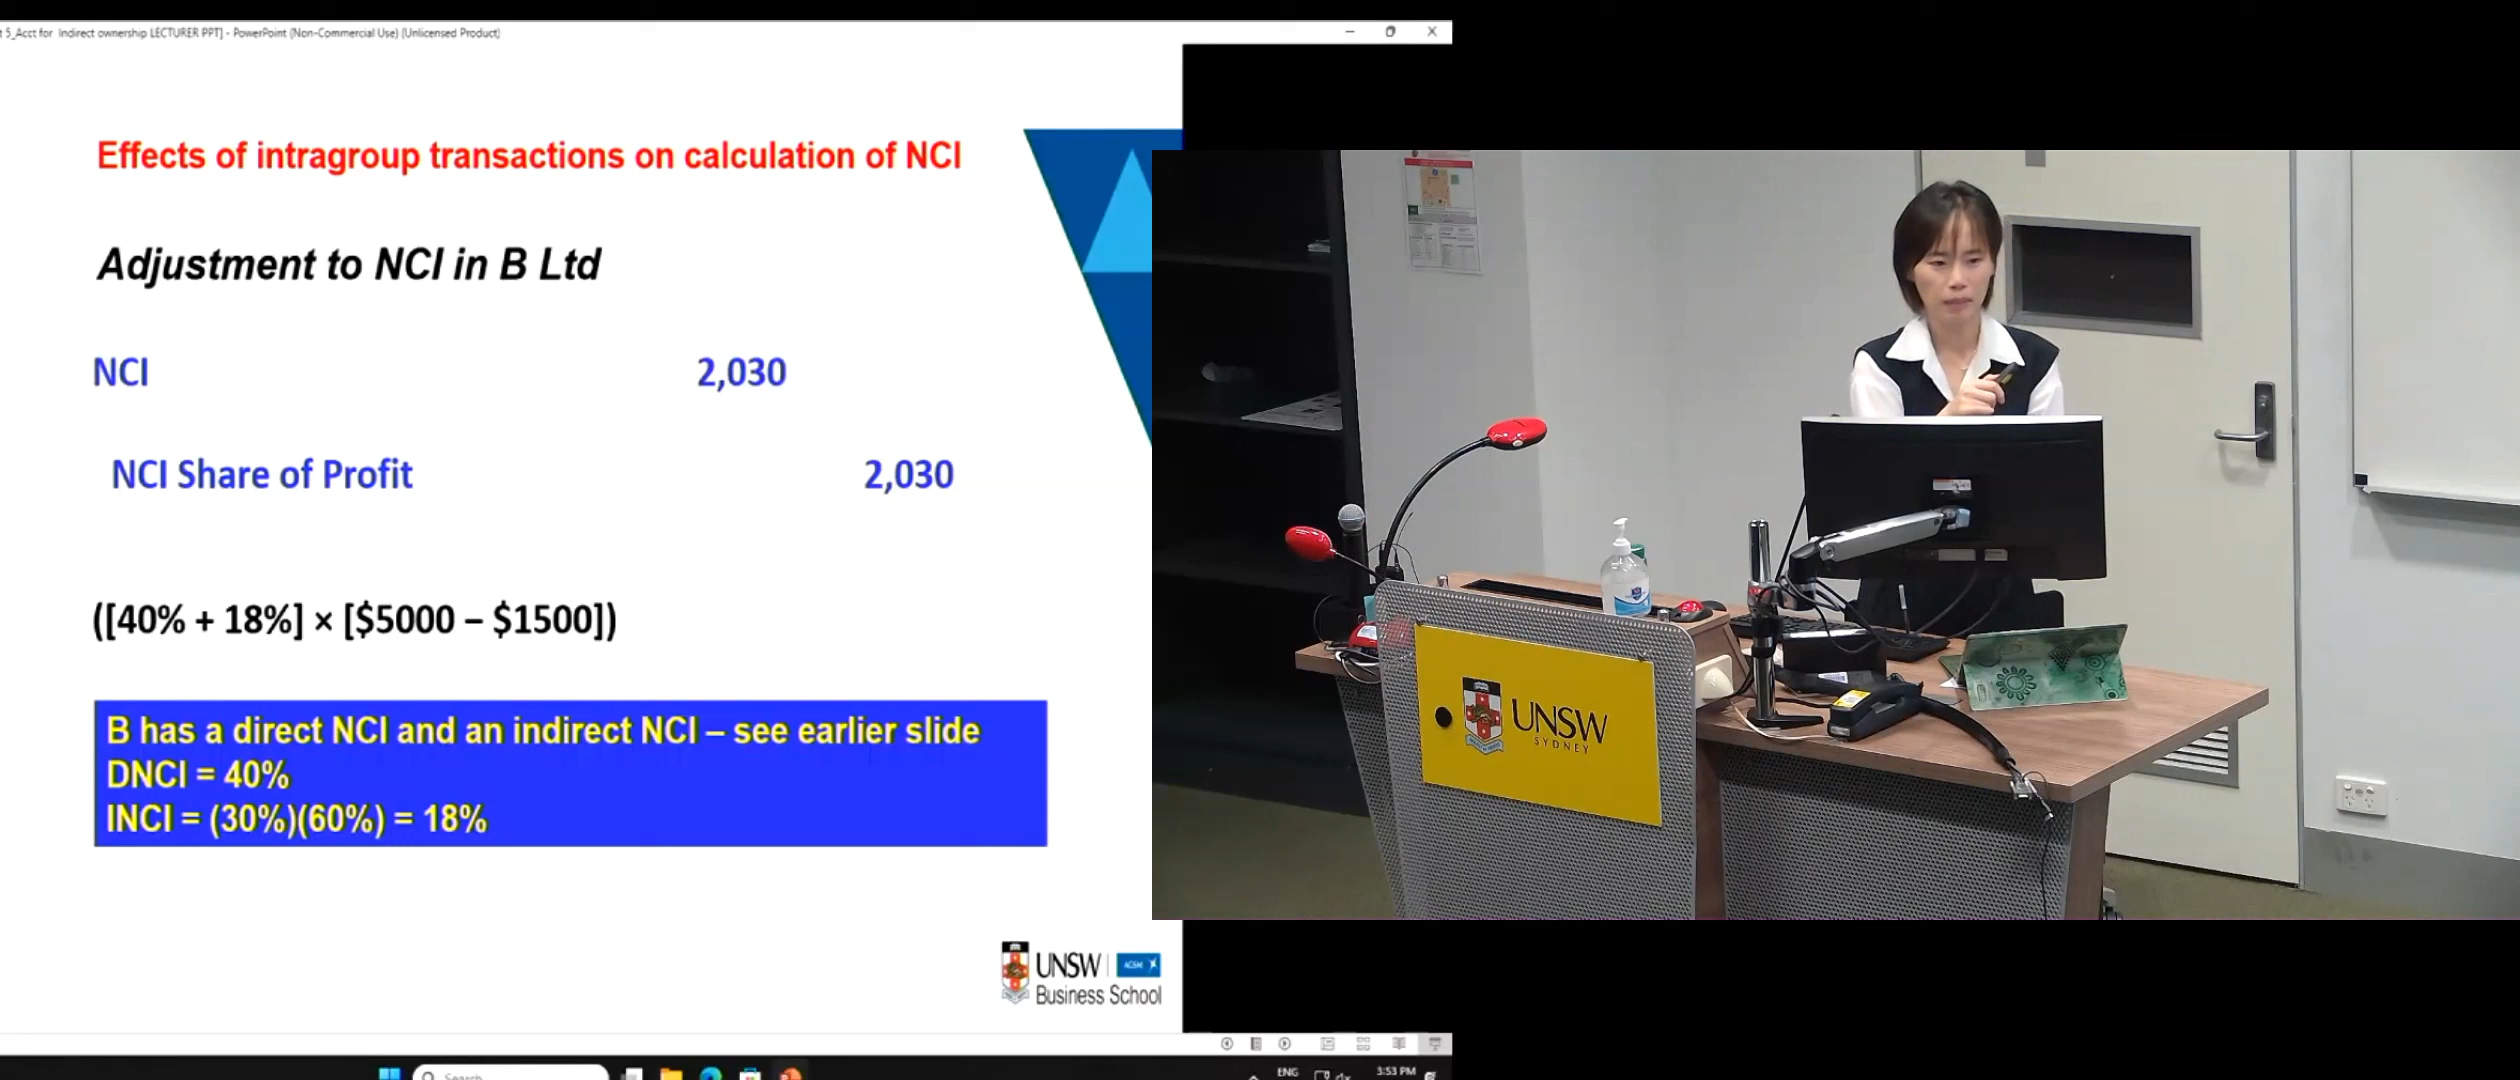 t 5_Acct for Indirect ownership LECTURER PPT] - PowerPoint (Non-Commercial Use) (Unlicensed Product)
Effects of intragroup transactions on calculation of NCI
Adjustment to NCI in B Ltd
NCI 2,030
NCI Share of Profit 2,030
([40% + 18%] × [$5000 – $1500])
B has a direct NCI and an indirect NCI – see earlier slide
DNCI = 40%
INCI = (30%)(60%) = 18%
UNSW
AGSM
Business School
Search
ENG
3:53 PM
UNSW
SYDNEY